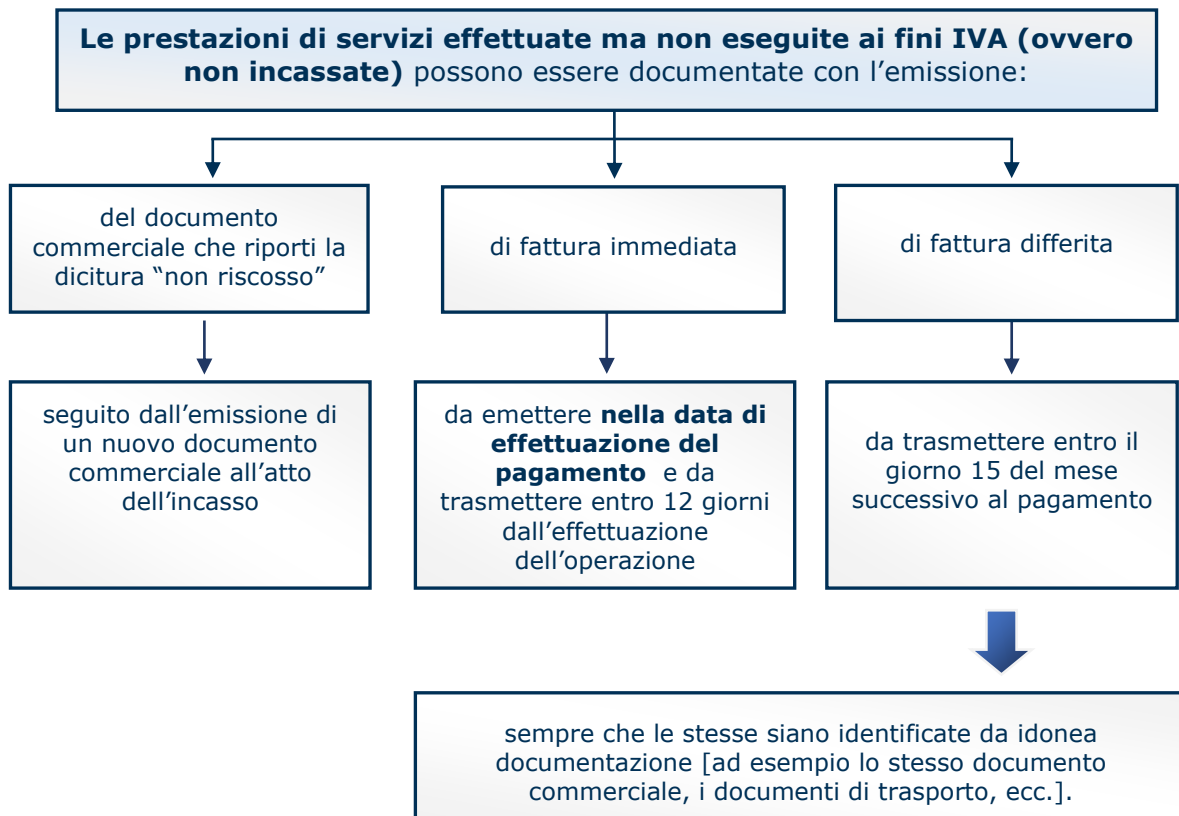 Le prestazioni di servizi effettuate ma non eseguite ai fini IVA (ovvero
non incassate) possono essere documentate con l'emissione:
del documento
commerciale che riporti la
dicitura “non riscosso”
di fattura immediata
di fattura differita
seguito dall'emissione di
un nuovo documento
commerciale all'atto
dell'incasso
da emettere nella data di
effettuazione del
pagamento e da
trasmettere entro 12 giorni
dall'effettuazione
dell'operazione
da trasmettere entro il
giorno 15 del mese
successivo al pagamento
sempre che le stesse siano identificate da idonea
documentazione [ad esempio lo stesso documento
commerciale, i documenti di trasporto, ecc.].